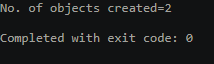 No. of objects created=2
Completed with exit code: 0